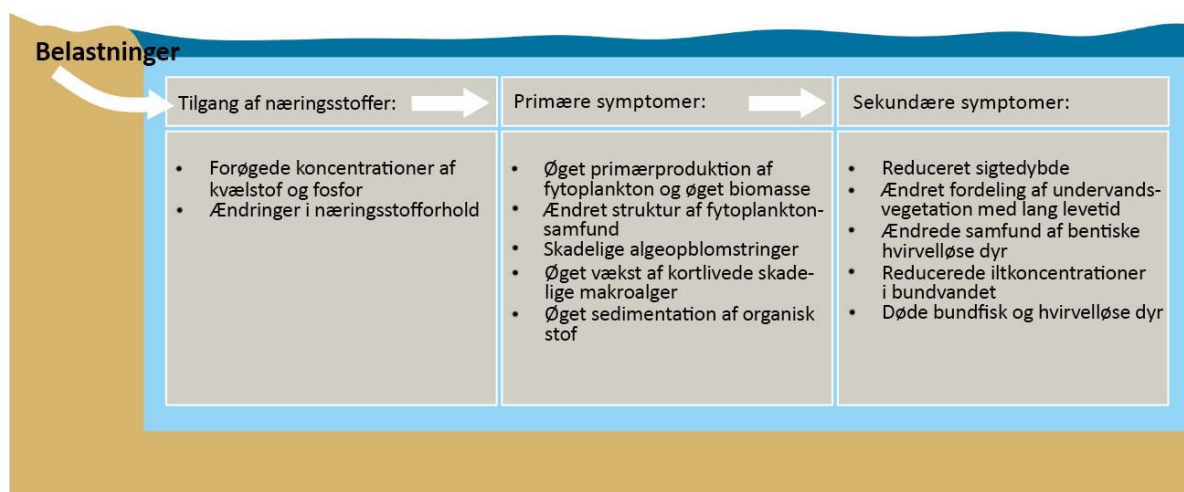 Belastninger
Tilgang af næringsstoffer:
Primære symptomer:
Sekundære symptomer:
• Forøgede koncentrationer af
kvælstof og fosfor
• Ændringer i næringsstofforhold
• Øget primærproduktion af
fytoplankton og øget biomasse
• Ændret struktur af fytoplankton-
samfund
• Skadelige algeopblomstringer
• Øget vækst af kortlivede skade-
lige makroalger
• Øget sedimentation af organisk
stof
• Reduceret sigtedybde
• Ændret fordeling af undervands-
vegetation med lang levetid
• Ændrede samfund af bentiske
hvirvelløse dyr
• Reducerede iltkoncentrationer
i bundvandet
• Døde bundfisk og hvirvelløse dyr